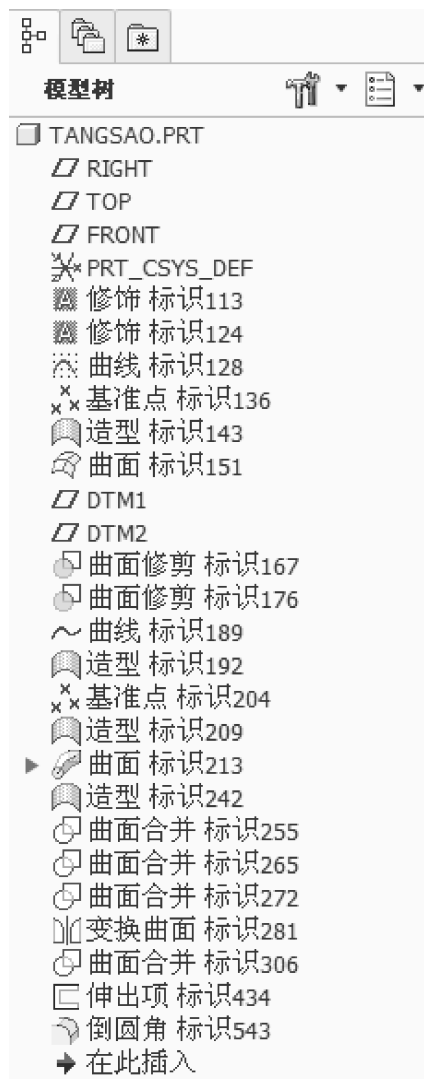 模型树
TANGSAO.PRT
RIGHT
TOP
FRONT
PRT_CSYS_DEF
修饰 标识113
修饰 标识124
曲线 标识128
基准点 标识136
造型 标识143
曲面 标识151
DTM1
DTM2
曲面修剪 标识167
曲面修剪 标识176
曲线 标识189
造型 标识192
基准点 标识204
造型 标识209
曲面 标识213
造型 标识242
曲面合并 标识255
曲面合并 标识265
曲面合并 标识272
变换曲面 标识281
曲面合并 标识306
伸出项 标识434
倒圆角 标识543
在此插入